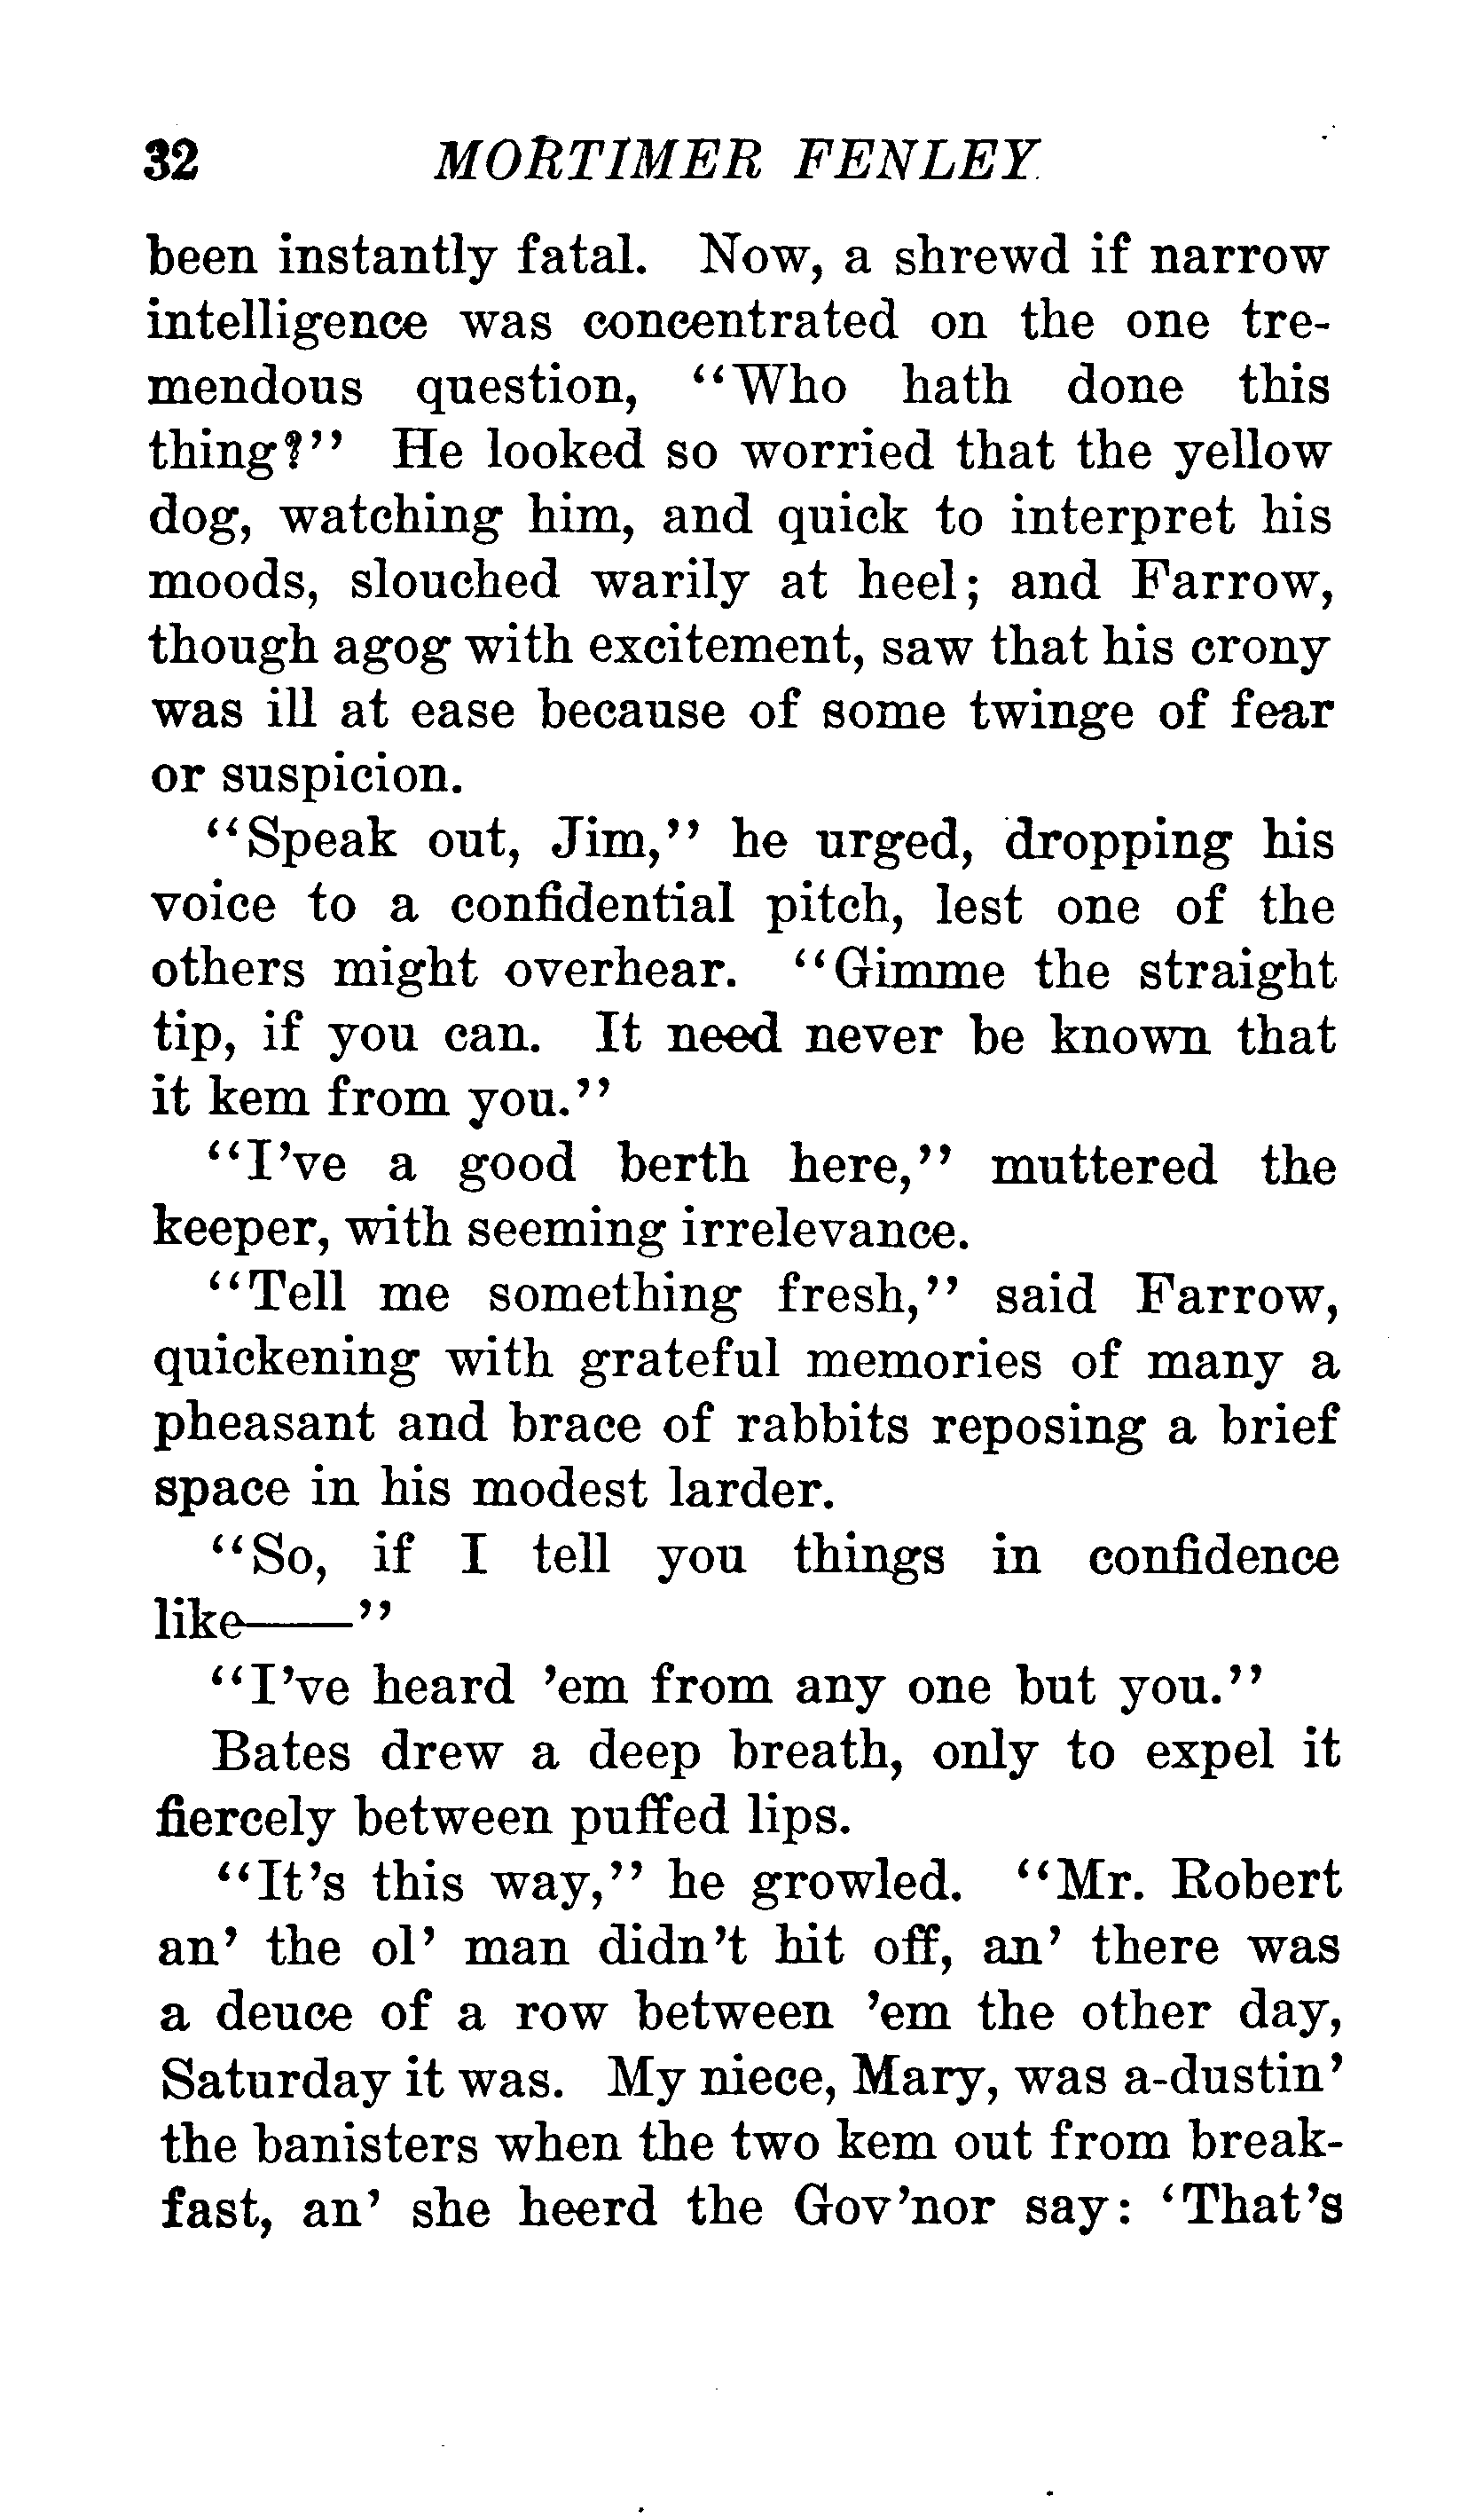 32 MORTIMER FENLEY
been instantly fatal. Now, a shrewd if narrow
intelligence was concentrated on the one tre-
mendous question, “Who hath done this
thing?” He looked so worried that the yellow
dog, watching him, and quick to interpret his
moods, slouched warily at heel; and Farrow,
though agog with excitement, saw that his crony
was ill at ease because of some twinge of fear
or suspicion.
“Speak out, Jim,” he urged, dropping his
voice to a confidential pitch, lest one of the
others might overhear. “Gimme the straight
tip, if you can. It need never be known that
it kem from you.”
“I’ve a good berth here,” muttered the
keeper, with seeming irrelevance.
“Tell me something fresh,” said Farrow,
quickening with grateful memories of many a
pheasant and brace of rabbits reposing a brief
space in his modest larder.
“So, if I tell you things in confidence
like——”
“I’ve heard ’em from any one but you.”
Bates drew a deep breath, only to expel it
fiercely between puffed lips.
“It’s this way,” he growled. “Mr. Robert
an’ the ol’ man didn’t hit off, an’ there was
a deuce of a row between ’em the other day,
Saturday it was. My niece, Mary, was a-dustin’
the banisters when the two kem out from break-
fast, an’ she heerd the Gov’nor say: ‘That’s